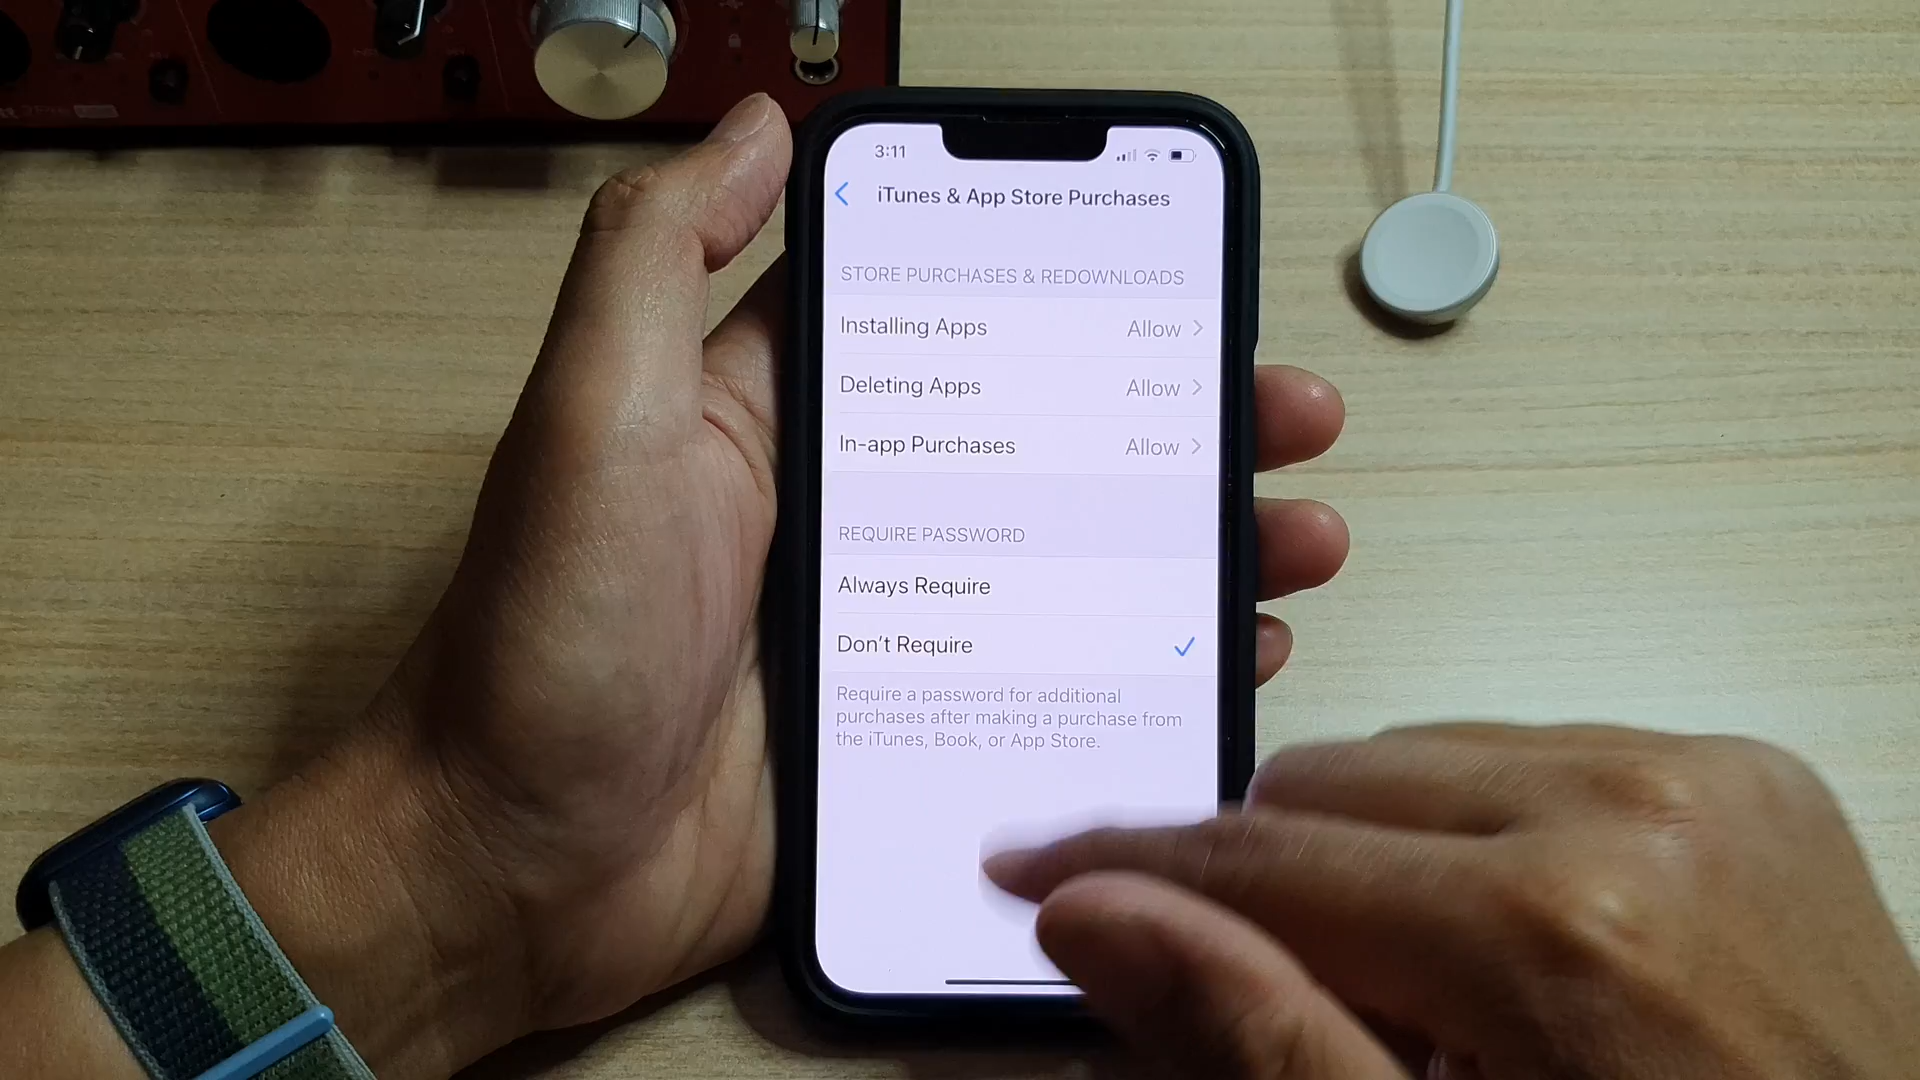 3:11
iTunes & App Store Purchases
STORE PURCHASES & REDOWNLOADS
Installing Apps Allow
Deleting Apps Allow
In-app Purchases Allow
REQUIRE PASSWORD
Always Require
Don't Require
Require a password for additional
purchases after making a purchase from
the iTunes, Book, or App Store.